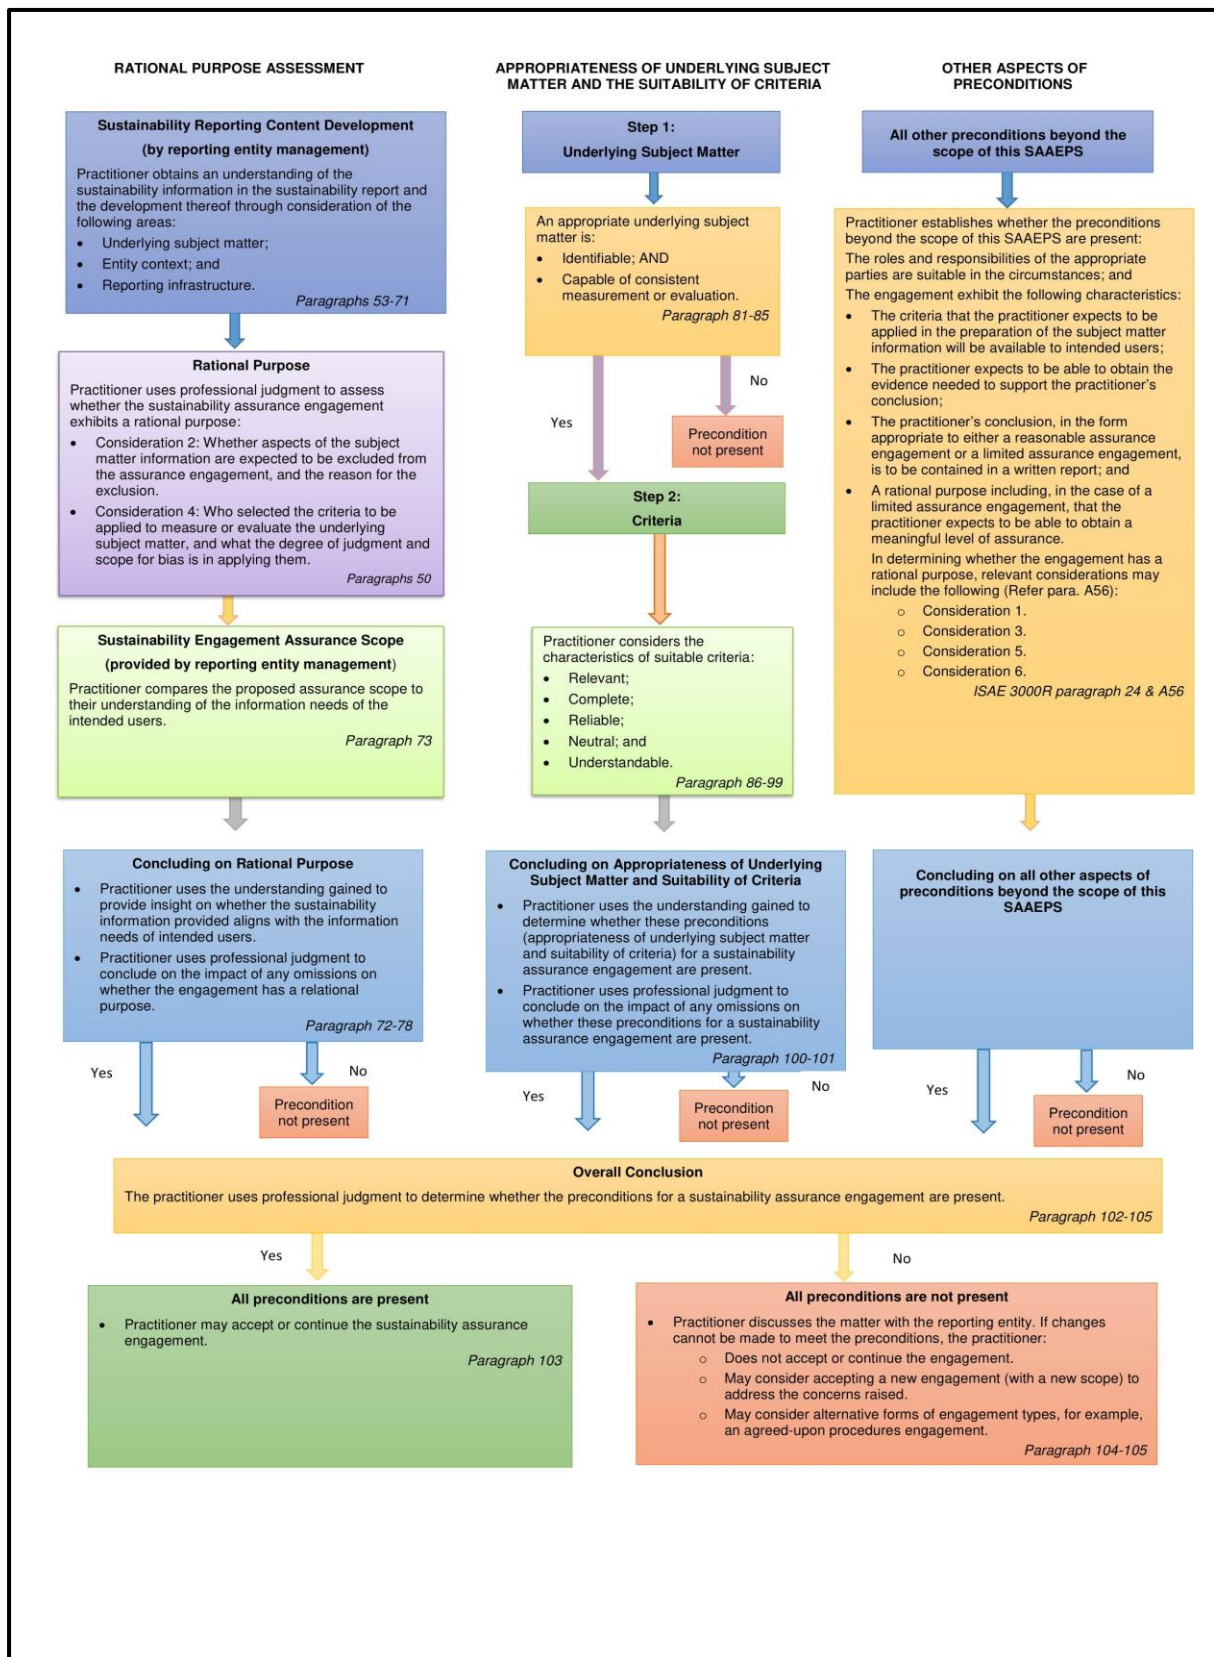 RATIONAL PURPOSE ASSESSMENT
Sustainability Reporting Content Development
(by reporting entity management)
Practitioner obtains an understanding of the
sustainability information in the sustainability report and
the development thereof through consideration of the
following areas:
• Underlying subject matter;
• Entity context; and
• Reporting infrastructure.
Paragraphs 53-71
Rational Purpose
Practitioner uses professional judgment to assess
whether the sustainability assurance engagement
exhibits a rational purpose:
• Consideration 2: Whether aspects of the subject
matter information are expected to be excluded from
the assurance engagement, and the reason for the
exclusion.
• Consideration 4: Who selected the criteria to be
applied to measure or evaluate the underlying
subject matter, and what the degree of judgment and
scope for bias is in applying them.
Paragraphs 50
Sustainability Engagement Assurance Scope
(provided by reporting entity management)
Practitioner compares the proposed assurance scope to
their understanding of the information needs of the
intended users.
Paragraph 73
Concluding on Rational Purpose
• Practitioner uses the understanding gained to
provide insight on whether the sustainability
information provided aligns with the information
needs of intended users.
• Practitioner uses professional judgment to
conclude on the impact of any omissions on
whether the engagement has a relational
purpose.
Paragraph 72-78
Yes
No
Precondition
not present
APPROPRIATENESS OF UNDERLYING SUBJECT
MATTER AND THE SUITABILITY OF CRITERIA
Step 1:
Underlying Subject Matter
An appropriate underlying subject
matter is:
• Identifiable; AND
• Capable of consistent
measurement or evaluation.
Paragraph 81-85
Yes
No
Precondition
not present
Step 2:
Criteria
Practitioner considers the
characteristics of suitable criteria:
• Relevant;
• Complete;
• Reliable;
• Neutral; and
• Understandable.
Paragraph 86-99
Concluding on Appropriateness of Underlying
Subject Matter and Suitability of Criteria
• Practitioner uses the understanding gained to
determine whether these preconditions
(appropriateness of underlying subject matter
and suitability of criteria) for a sustainability
assurance engagement are present.
• Practitioner uses professional judgment to
conclude on the impact of any omissions on
whether these preconditions for a sustainability
assurance engagement are present.
Paragraph 100-101
Yes
No
Precondition
not present
OTHER ASPECTS OF
PRECONDITIONS
All other preconditions beyond the
scope of this SAAEPS
Practitioner establishes whether the preconditions
beyond the scope of this SAAEPS are present:
The roles and responsibilities of the appropriate
parties are suitable in the circumstances; and
The engagement exhibit the following characteristics:
• The criteria that the practitioner expects to be
applied in the preparation of the subject matter
information will be available to intended users;
• The practitioner expects to be able to obtain the
evidence needed to support the practitioner's
conclusion;
• The practitioner's conclusion, in the form
appropriate to either a reasonable assurance
engagement or a limited assurance engagement,
is to be contained in a written report; and
• A rational purpose including, in the case of a
limited assurance engagement, that the
practitioner expects to be able to obtain a
meaningful level of assurance.
In determining whether the engagement has a
rational purpose, relevant considerations may
include the following (Refer para. A56):
o Consideration 1.
o Consideration 3.
o Consideration 5.
o Consideration 6.
ISAE 3000R paragraph 24 & A56
Concluding on all other aspects of
preconditions beyond the scope of this
SAAEPS
Yes
No
Precondition
not present
Overall Conclusion
The practitioner uses professional judgment to determine whether the preconditions for a sustainability assurance engagement are present.
Paragraph 102-105
Yes
No
All preconditions are present
• Practitioner may accept or continue the sustainability assurance
engagement.
Paragraph 103
All preconditions are not present
• Practitioner discusses the matter with the reporting entity. If changes
cannot be made to meet the preconditions, the practitioner:
o Does not accept or continue the engagement.
o May consider accepting a new engagement (with a new scope) to
address the concerns raised.
o May consider alternative forms of engagement types, for example,
an agreed-upon procedures engagement.
Paragraph 104-105